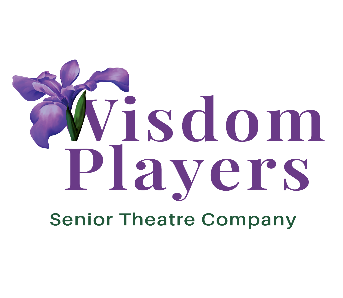 Wisdom
Players
Senior Theatre Company